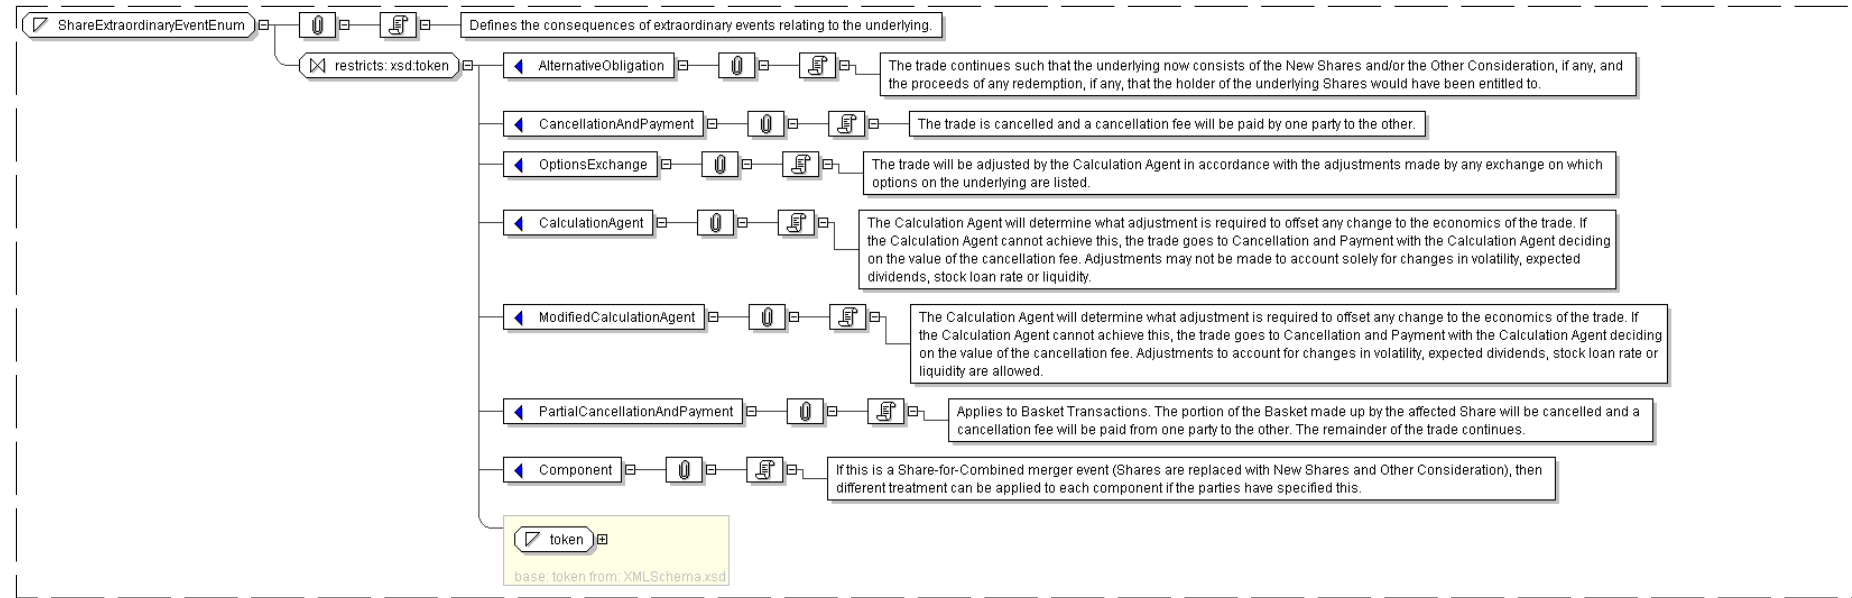 ShareExtraordinaryEventEnum
Defines the consequences of extraordinary events relating to the underlying.
restricts: xsd:token
AlternativeObligation
The trade continues such that the underlying now consists of the New Shares and/or the Other Consideration, if any, and
the proceeds of any redemption, if any, that the holder of the underlying Shares would have been entitled to.
CancellationAndPayment
The trade is cancelled and a cancellation fee will be paid by one party to the other.
OptionsExchange
The trade will be adjusted by the Calculation Agent in accordance with the adjustments made by any exchange on which
options on the underlying are listed.
CalculationAgent
The Calculation Agent will determine what adjustment is required to offset any change to the economics of the trade. If
the Calculation Agent cannot achieve this, the trade goes to Cancellation and Payment with the Calculation Agent deciding
on the value of the cancellation fee. Adjustments may not be made to account solely for changes in volatility, expected
dividends, stock loan rate or liquidity.
ModifiedCalculationAgent
The Calculation Agent will determine what adjustment is required to offset any change to the economics of the trade. If
the Calculation Agent cannot achieve this, the trade goes to Cancellation and Payment with the Calculation Agent deciding
on the value of the cancellation fee. Adjustments to account for changes in volatility, expected dividends, stock loan rate or
liquidity are allowed.
PartialCancellationAndPayment
Applies to Basket Transactions. The portion of the Basket made up by the affected Share will be cancelled and a
cancellation fee will be paid from one party to the other. The remainder of the trade continues.
Component
If this is a Share-for-Combined merger event (Shares are replaced with New Shares and Other Consideration), then
different treatment can be applied to each component if the parties have specified this.
token
base: token from: XMLSchema.xsd